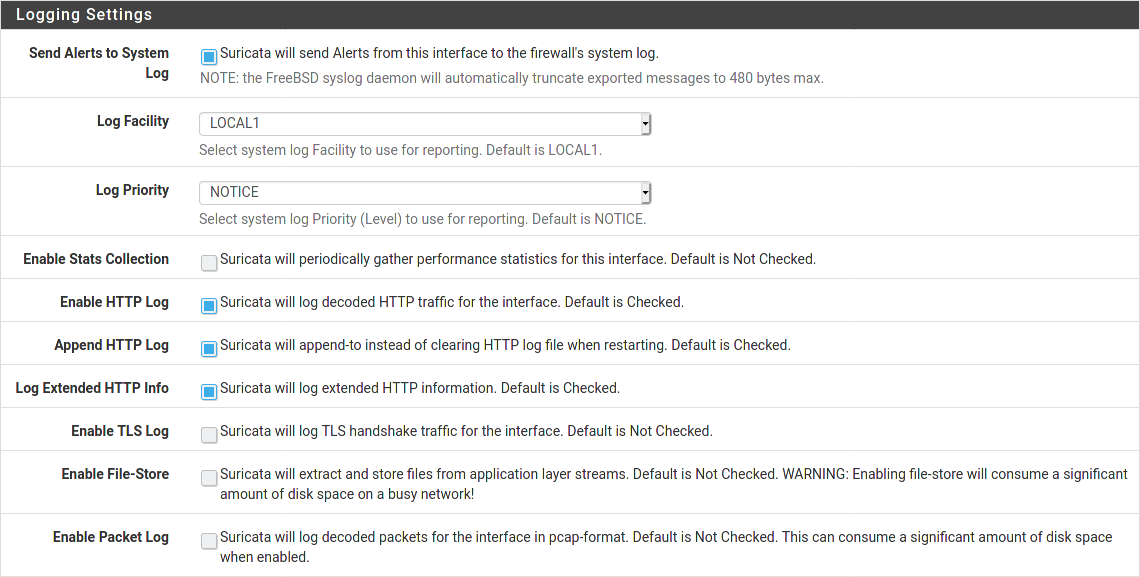 Logging Settings
Send Alerts to System
Log
Suricata will send Alerts from this interface to the firewall's system log.
NOTE: the FreeBSD syslog daemon will automatically truncate exported messages to 480 bytes max.
Log Facility
LOCAL1
Select system log Facility to use for reporting. Default is LOCAL1.
Log Priority
NOTICE
Select system log Priority (Level) to use for reporting. Default is NOTICE.
Enable Stats Collection
Suricata will periodically gather performance statistics for this interface. Default is Not Checked.
Enable HTTP Log
Suricata will log decoded HTTP traffic for the interface. Default is Checked.
Append HTTP Log
Suricata will append-to instead of clearing HTTP log file when restarting. Default is Checked.
Log Extended HTTP Info
Suricata will log extended HTTP information. Default is Checked.
Enable TLS Log
Suricata will log TLS handshake traffic for the interface. Default is Not Checked.
Enable File-Store
Suricata will extract and store files from application layer streams. Default is Not Checked. WARNING: Enabling file-store will consume a significant
amount of disk space on a busy network!
Enable Packet Log
Suricata will log decoded packets for the interface in pcap-format. Default is Not Checked. This can consume a significant amount of disk space
when enabled.